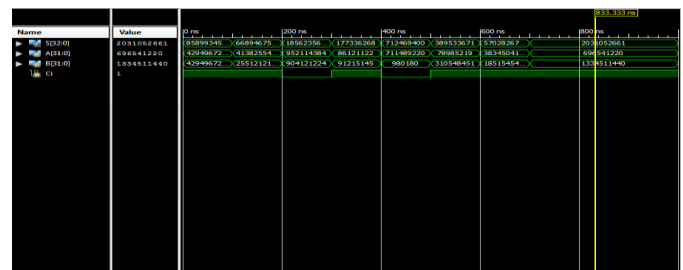 833.333 ns
Name Value 0 ns 200 ns 400 ns 600 ns 800 ns
S[32:0] 2031052661 85899345... 66894675... 18562356... 177336268 712469400 389533671 57028267... 2031052661
A[31:0] 696541220 42949672... 41382554... 952114384 86121122 711489220 78985219 38345041... 696541220
B[31:0] 1334511440 42949672... 25512121... 904121224 91215145 980180 310548451 18515454... 1334511440
Ci 1